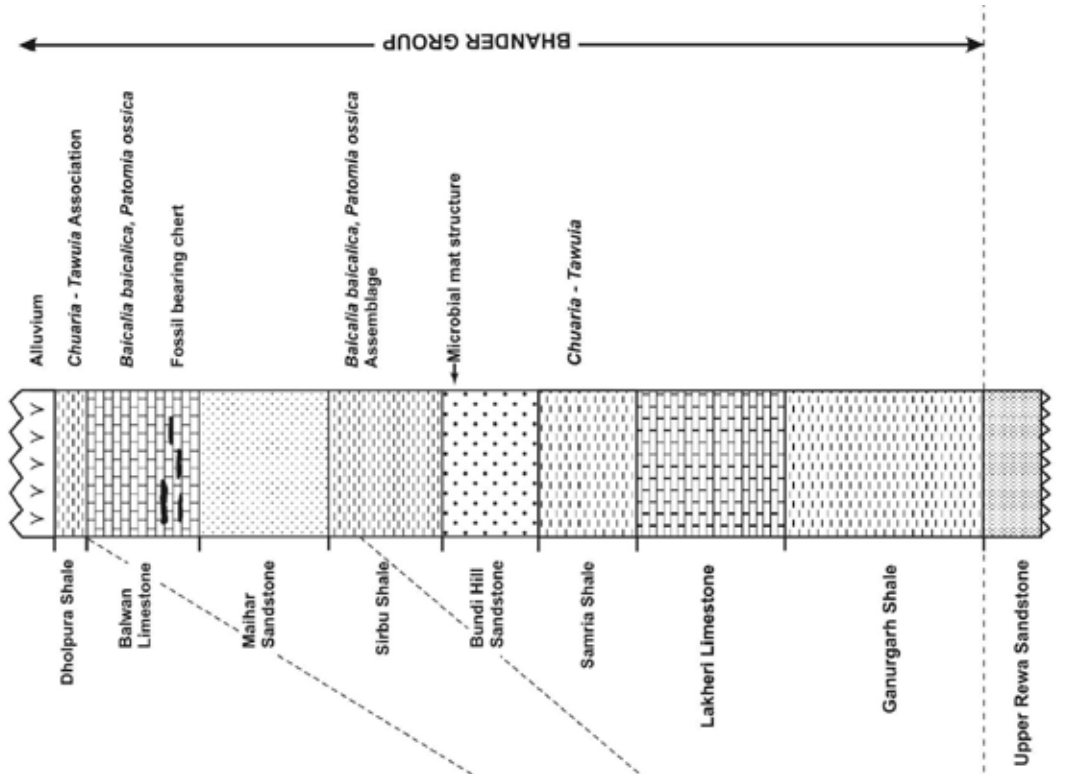 BHANDER GROUP
Alluvium
Chuaria - Tawuia Association
Baicalia baicalica, Patomia ossica
Fossil bearing chert
Baicalia baicalica, Patomia ossica
Assemblage
Microbial mat structure
Chuaria - Tawuia
Dholpura Shale
Balwan
Limestone
Maihar
Sandstone
Sirbu Shale
Bundi Hill
Sandstone
Samria Shale
Lakheri Limestone
Ganurgarh Shale
Upper Rewa Sandstone